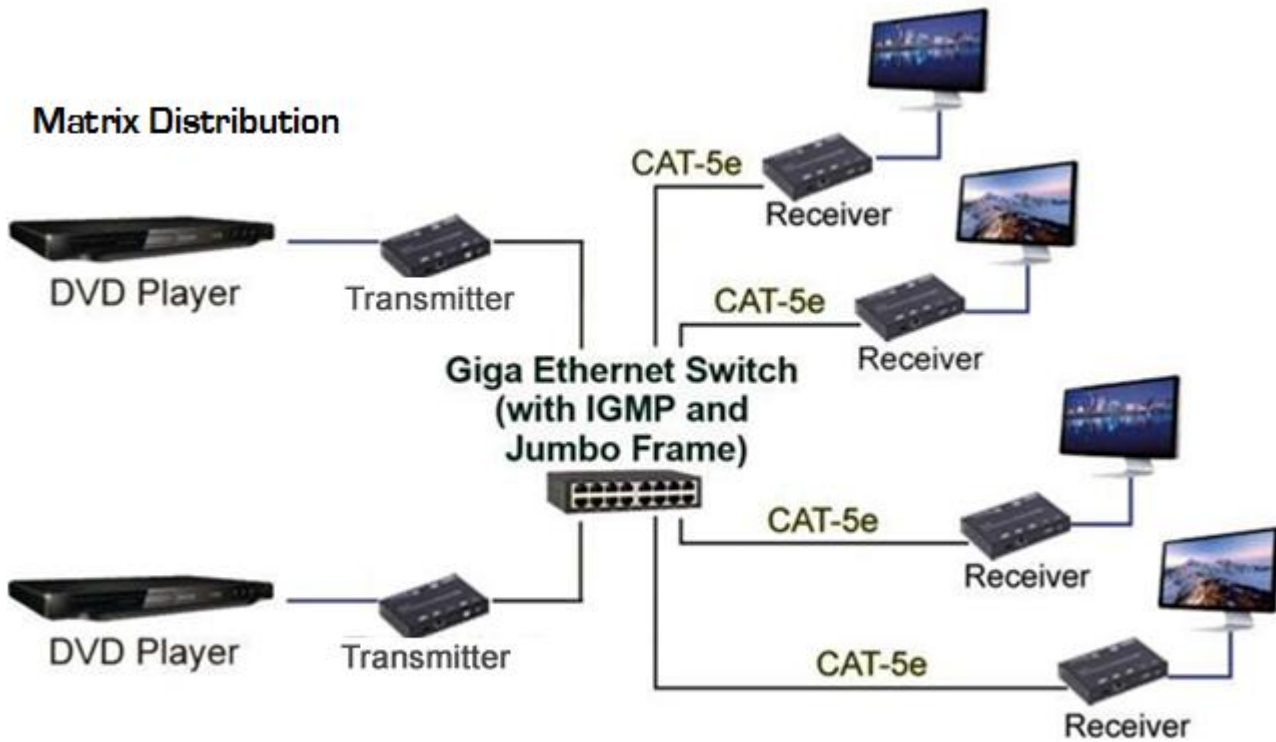 Matrix Distribution
CAT-5e
Receiver
DVD Player
Transmitter
CAT-5e
Receiver
Giga Ethernet Switch
(with IGMP and
Jumbo Frame)
CAT-5e
Receiver
DVD Player
Transmitter
CAT-5e
Receiver